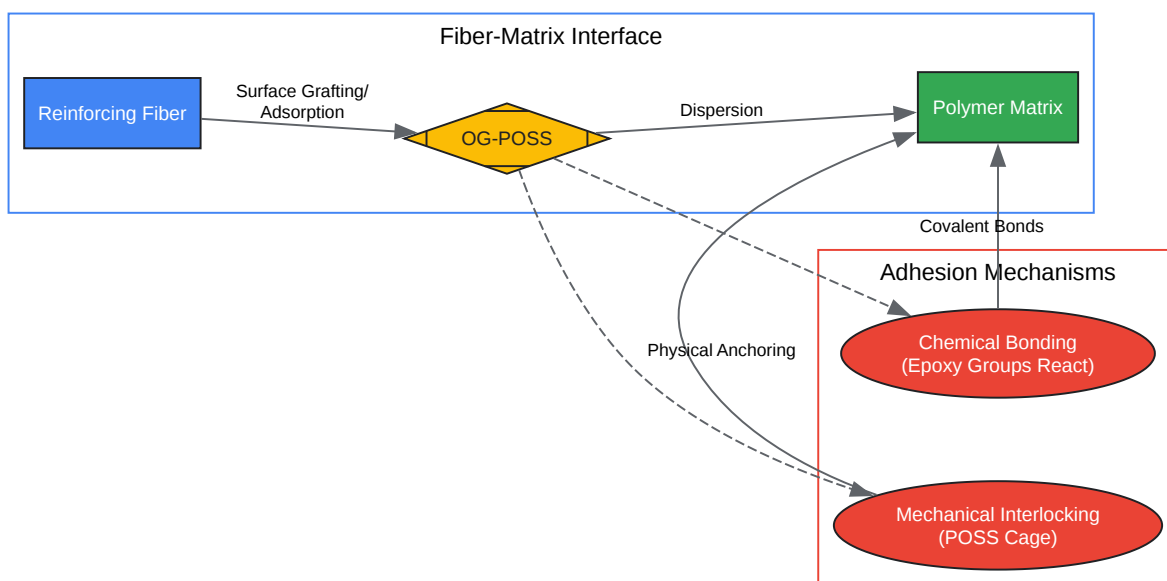 Fiber-Matrix Interface
Reinforcing Fiber
Surface Grafting/
Adsorption
OG-POSS
Dispersion
Polymer Matrix
Covalent Bonds
Adhesion Mechanisms
Chemical Bonding
(Epoxy Groups React)
Physical Anchoring
Mechanical Interlocking
(POSS Cage)